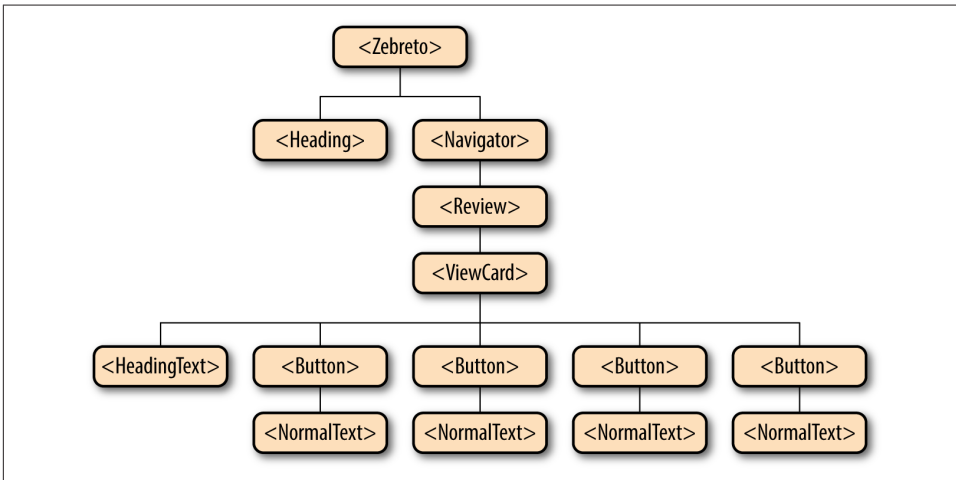 <Zebreto>
<Heading> <Navigator>
<Review>
<ViewCard>
<HeadingText> <Button> <Button> <Button> <Button>
<NormalText> <NormalText> <NormalText> <NormalText>